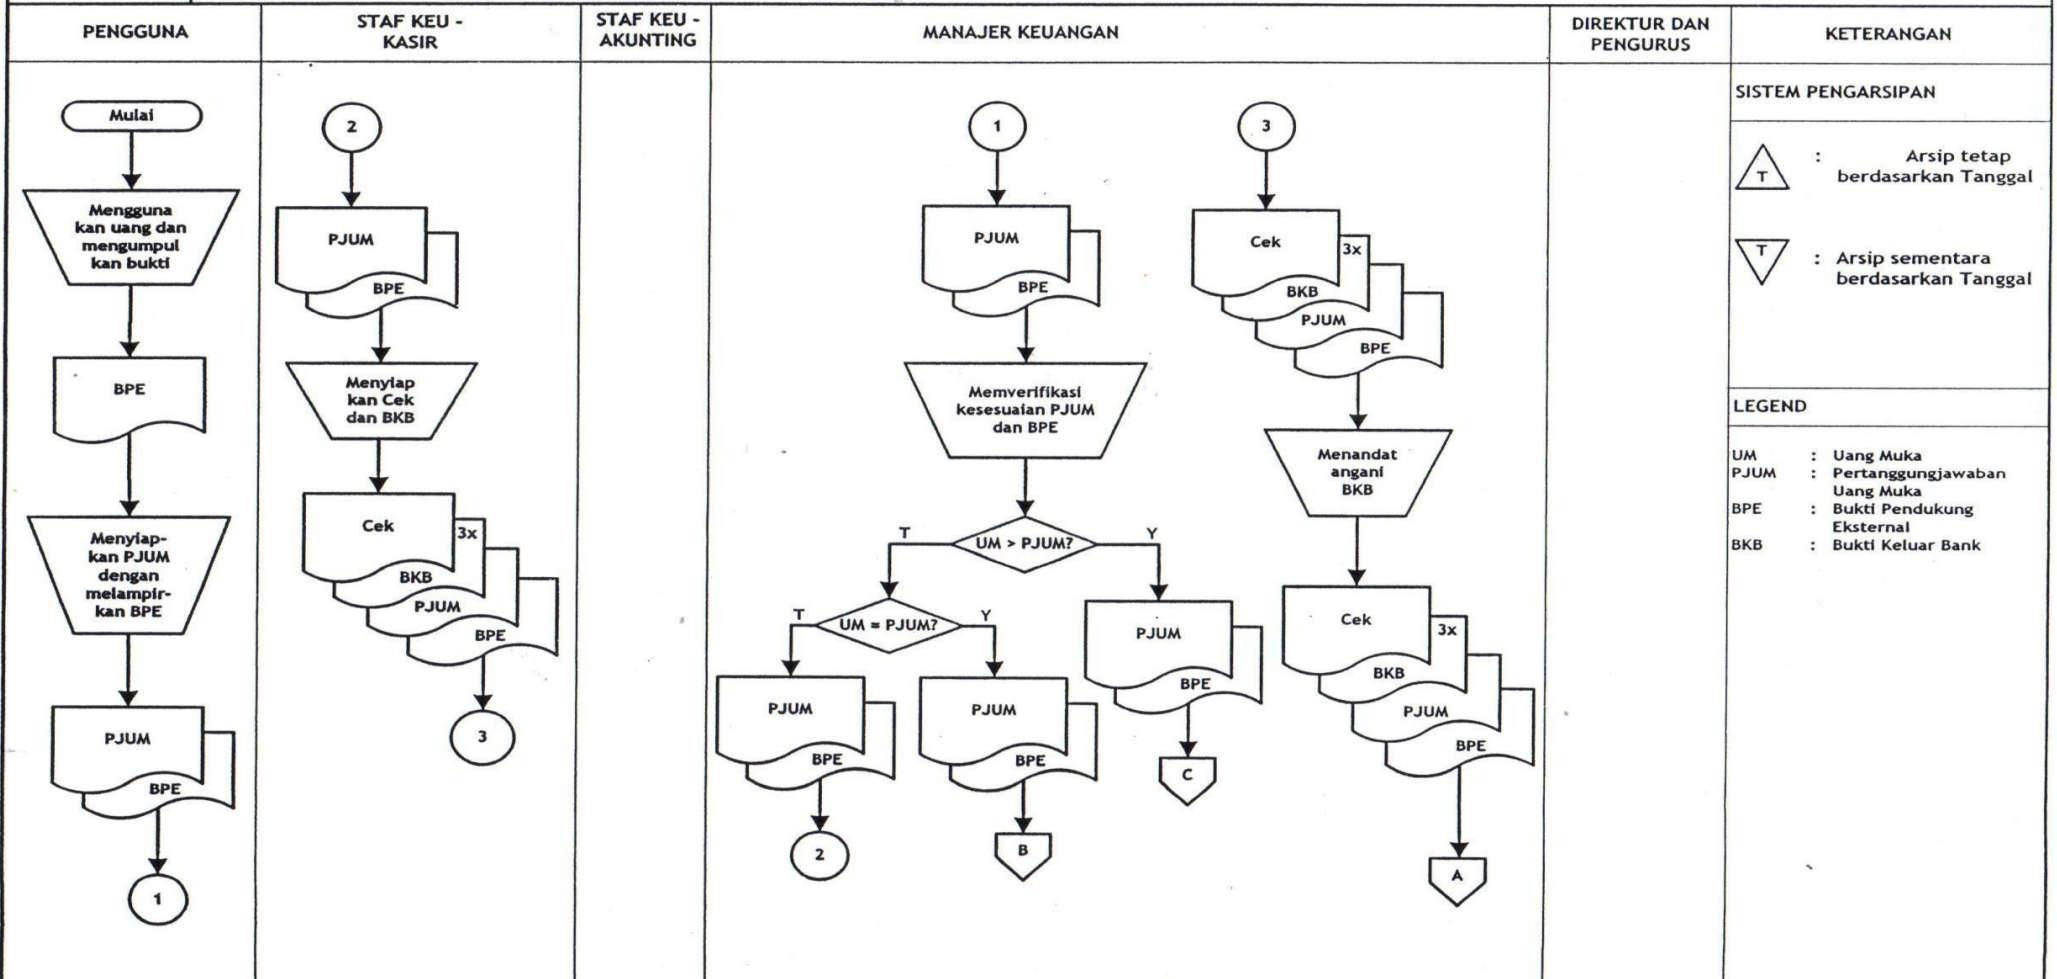 PENGGUNA
STAF KEU -
KASIR
STAF KEU -
AKUNTING
MANAJER KEUANGAN
DIREKTUR DAN
PENGURUS
KETERANGAN
Mulai
Mengguna
kan uang dan
mengumpul
kan bukti
BPE
Menyiap-
kan PJUM
dengan
melampir-
kan BPE
PJUM
BPE
1
2
PJUM
BPE
Menyiap
kan Cek
dan BKB
Cek
3x
BKB
PJUM
BPE
3
1
PJUM
BPE
Memverifikasi
kesesuaian PJUM
dan BPE
T
UM > PJUM?
Y
T
UM = PJUM?
Y
PJUM
BPE
2
PJUM
BPE
B
PJUM
BPE
C
3
Cek
3x
BKB
PJUM
BPE
Menandat
angani
BKB
Cek
3x
BKB
PJUM
BPE
A
SISTEM PENGARSIPAN
T
: Arsip tetap
berdasarkan Tanggal
T
: Arsip sementara
berdasarkan Tanggal
LEGEND
UM : Uang Muka
PJUM : Pertanggungjawaban
Uang Muka
BPE : Bukti Pendukung
Eksternal
BKB : Bukti Keluar Bank